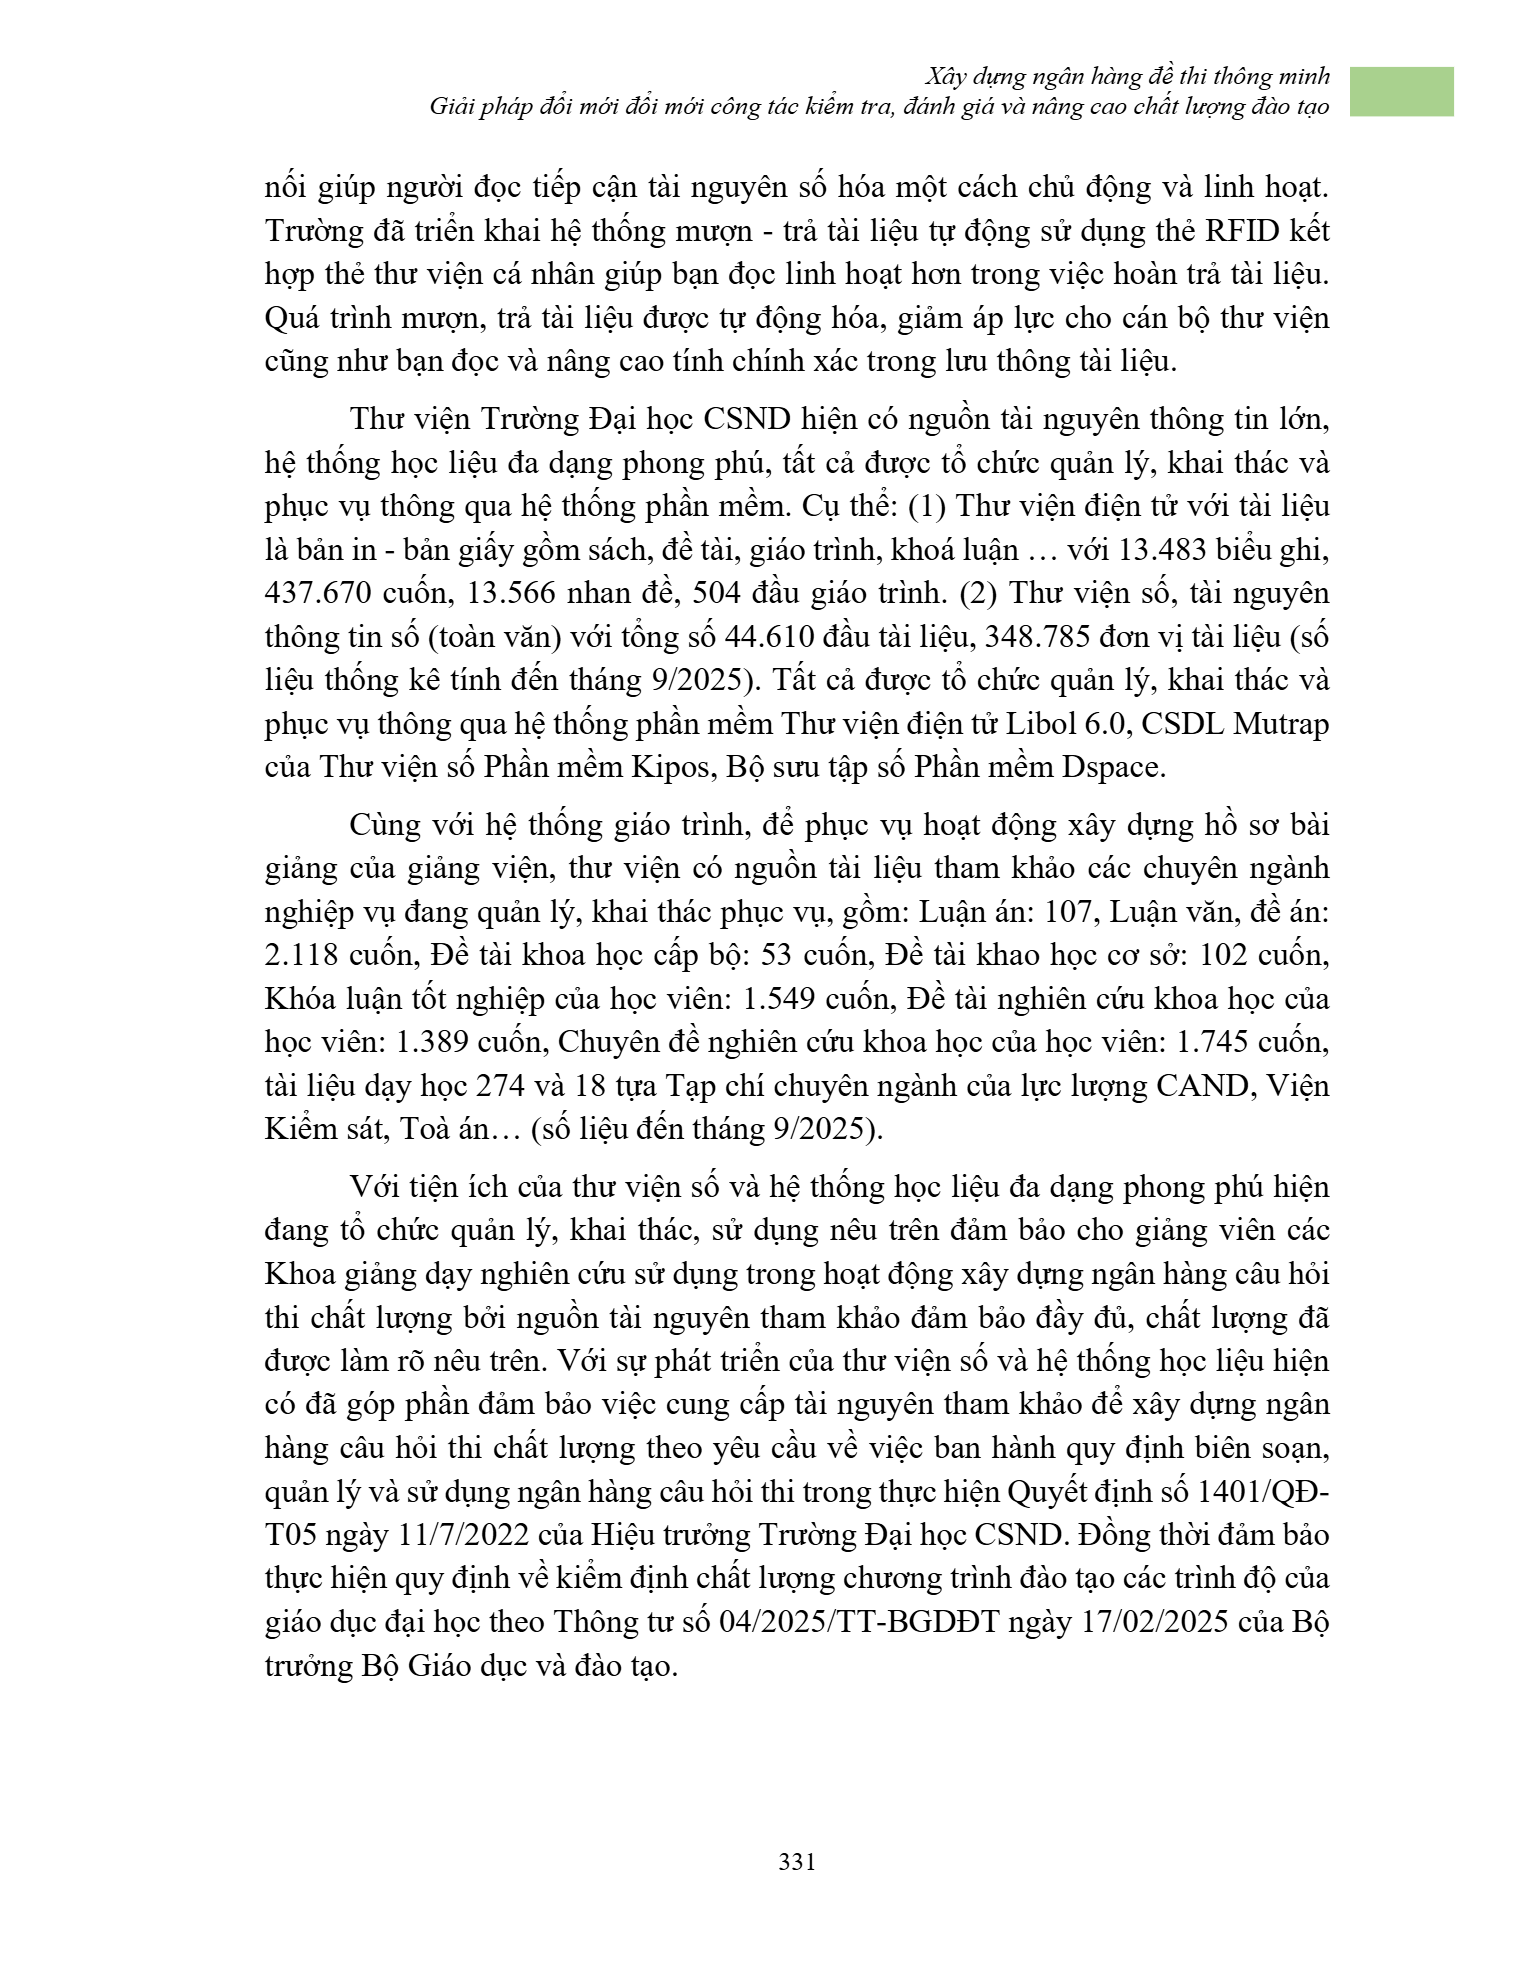 Xây dựng ngân hàng đề thi thông minh
Giải pháp đổi mới đổi mới công tác kiểm tra, đánh giá và nâng cao chất lượng đào tạo
nối giúp người đọc tiếp cận tài nguyên số hóa một cách chủ động và linh hoạt.
Trường đã triển khai hệ thống mượn - trả tài liệu tự động sử dụng thẻ RFID kết
hợp thẻ thư viện cá nhân giúp bạn đọc linh hoạt hơn trong việc hoàn trả tài liệu.
Quá trình mượn, trả tài liệu được tự động hóa, giảm áp lực cho cán bộ thư viện
cũng như bạn đọc và nâng cao tính chính xác trong lưu thông tài liệu.
Thư viện Trường Đại học CSND hiện có nguồn tài nguyên thông tin lớn,
hệ thống học liệu đa dạng phong phú, tất cả được tổ chức quản lý, khai thác và
phục vụ thông qua hệ thống phần mềm. Cụ thể: (1) Thư viện điện tử với tài liệu
là bản in - bản giấy gồm sách, đề tài, giáo trình, khoá luận … với 13.483 biểu ghi,
437.670 cuốn, 13.566 nhan đề, 504 đầu giáo trình. (2) Thư viện số, tài nguyên
thông tin số (toàn văn) với tổng số 44.610 đầu tài liệu, 348.785 đơn vị tài liệu (số
liệu thống kê tính đến tháng 9/2025). Tất cả được tổ chức quản lý, khai thác và
phục vụ thông qua hệ thống phần mềm Thư viện điện tử Libol 6.0, CSDL Mutrap
của Thư viện số Phần mềm Kipos, Bộ sưu tập số Phần mềm Dspace.
Cùng với hệ thống giáo trình, để phục vụ hoạt động xây dựng hồ sơ bài
giảng của giảng viện, thư viện có nguồn tài liệu tham khảo các chuyên ngành
nghiệp vụ đang quản lý, khai thác phục vụ, gồm: Luận án: 107, Luận văn, đề án:
2.118 cuốn, Đề tài khoa học cấp bộ: 53 cuốn, Đề tài khao học cơ sở: 102 cuốn,
Khóa luận tốt nghiệp của học viên: 1.549 cuốn, Đề tài nghiên cứu khoa học của
học viên: 1.389 cuốn, Chuyên đề nghiên cứu khoa học của học viên: 1.745 cuốn,
tài liệu dạy học 274 và 18 tựa Tạp chí chuyên ngành của lực lượng CAND, Viện
Kiểm sát, Toà án… (số liệu đến tháng 9/2025).
Với tiện ích của thư viện số và hệ thống học liệu đa dạng phong phú hiện
đang tổ chức quản lý, khai thác, sử dụng nêu trên đảm bảo cho giảng viên các
Khoa giảng dạy nghiên cứu sử dụng trong hoạt động xây dựng ngân hàng câu hỏi
thi chất lượng bởi nguồn tài nguyên tham khảo đảm bảo đầy đủ, chất lượng đã
được làm rõ nêu trên. Với sự phát triển của thư viện số và hệ thống học liệu hiện
có đã góp phần đảm bảo việc cung cấp tài nguyên tham khảo để xây dựng ngân
hàng câu hỏi thi chất lượng theo yêu cầu về việc ban hành quy định biên soạn,
quản lý và sử dụng ngân hàng câu hỏi thi trong thực hiện Quyết định số 1401/QĐ-
T05 ngày 11/7/2022 của Hiệu trưởng Trường Đại học CSND. Đồng thời đảm bảo
thực hiện quy định về kiểm định chất lượng chương trình đào tạo các trình độ của
giáo dục đại học theo Thông tư số 04/2025/TT-BGDĐT ngày 17/02/2025 của Bộ
trưởng Bộ Giáo dục và đào tạo.
331